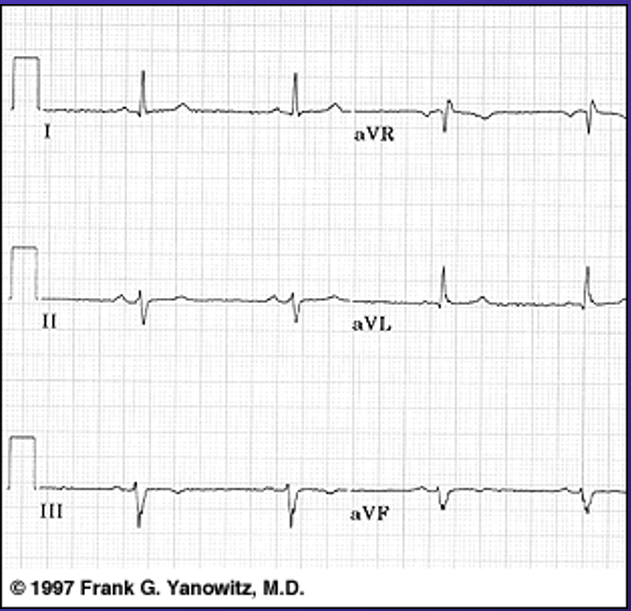 I
aVR
II
aVL
III
aVF
© 1997 Frank G. Yanowitz, M.D.